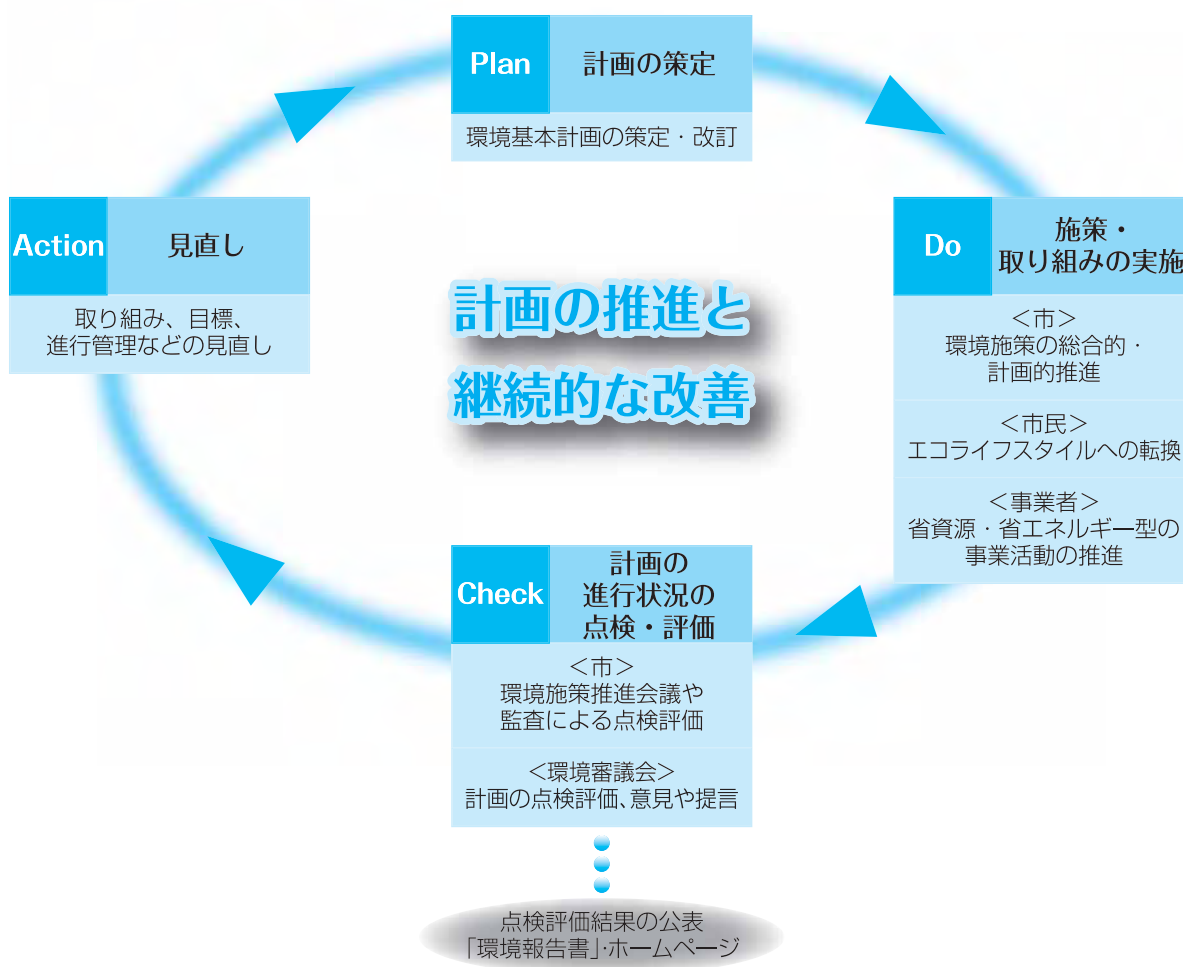 Plan
計画の策定
環境基本計画の策定・改訂
Do
施策・
取り組みの実施
<市>
環境施策の総合的・
計画的推進
<市民>
エコライフスタイルへの転換
<事業者>
省資源・省エネルギー型の
事業活動の推進
Check
計画の
進行状況の
点検・評価
<市>
環境施策推進会議や
監査による点検評価
<環境審議会>
計画の点検評価、意見や提言
点検評価結果の公表
「環境報告書」・ホームページ
Action
見直し
取り組み、目標、
進行管理などの見直し
計画の推進と
継続的な改善